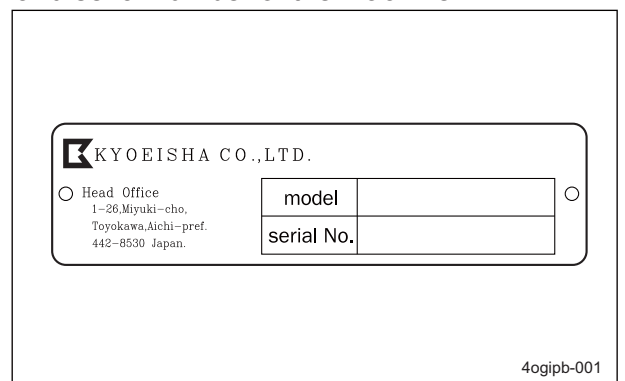 KYOEISHA CO.,LTD.
Head Office
1-26,Miyuki-cho,
Toyokawa,Aichi-pref.
442-8530 Japan.
model
serial No.
4ogipb-001